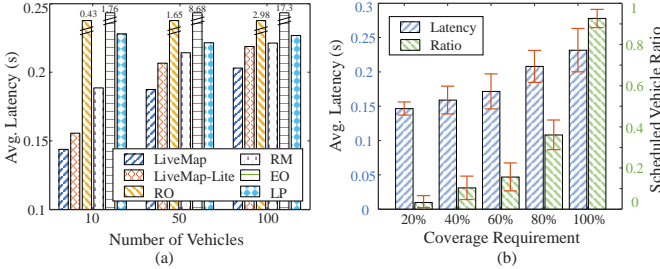 0.43 1.76 1.65 8.68 2.98 17.3
0.25
0.2
0.15
0.1
Avg. Latency (s)
LiveMap RM
LiveMap-Lite EO
RO LP
10 50 100
Number of Vehicles
(a)
0.3
0.25
0.2
0.15
0.1
0.05
0
Avg. Latency (s)
Latency
Ratio
1
0.8
0.6
0.4
0.2
0
Scheduled Vehicle Ratio
20% 40% 60% 80% 100%
Coverage Requirement
(b)